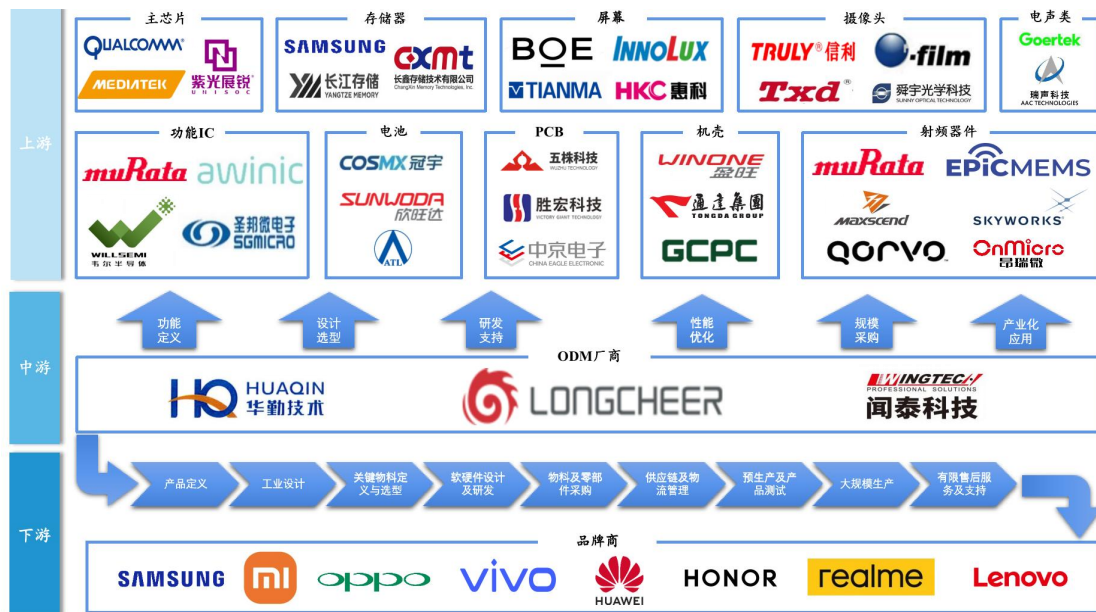 上游
主芯片
QUALCOMM®
MEDIATEK
紫光展锐
UNISOC
存储器
SAMSUNG
cxmt
长江存储
YANGTZE MEMORY
长鑫存储技术有限公司
ChangXin Memory Technologies, Inc.
屏幕
BOE
INNOLUX
TIANMA
HKC 惠科
摄像头
TRULY®信利
O-film
Txd®
舜宇光学科技
SUNNY OPTICAL TECHNOLOGY
电声类
Goertek
瑞声科技
AAC TECHNOLOGIES
功能IC
muRata
awinic
WILLSEMI
韦尔半导体
圣邦微电子
SGMICRO
电池
COSMX 冠宇
SUNWODA
欣旺达
ATL
PCB
五株科技
WUZHU TECHNOLOGY
胜宏科技
VICTORY GIANT TECHNOLOGY
中京电子
CHINA EAGLE ELECTRONIC
机壳
WINONE
盈旺
通达集團
TONGDA GROUP
GCPC
射频器件
muRata
EPICMEMS
MAXSCEND
SKYWORKS®
QORVO
OnMicro
昂瑞微
中游
功能
定义
设计
选型
研发
支持
性能
优化
规模
采购
产业化
应用
ODM厂商
HQ HUAQIN
华勤技术
LONGCHEER
WINGTECH
PROFESSIONAL SOLUTIONS
闻泰科技
下游
产品定义
工业设计
关键物料定
义与选型
软硬件设计
及研发
物料及零部
件采购
供应链及物
流管理
预生产及产
品测试
大规模生产
有限售后服
务及支持
品牌商
SAMSUNG
mi
oppo
vivo
HUAWEI
HONOR
realme
Lenovo